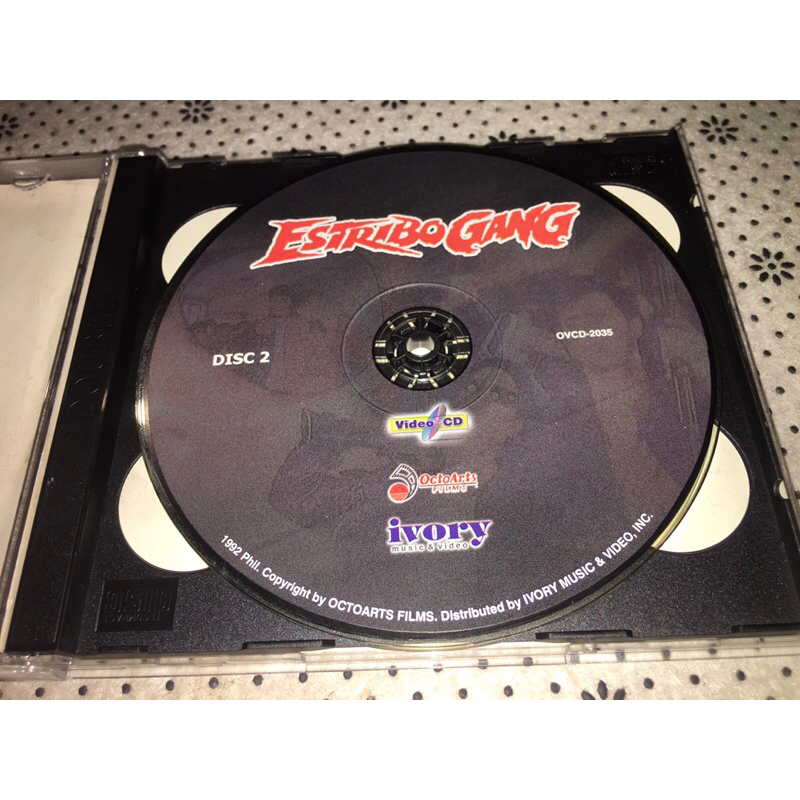 ESTRIBO GANG
OVCD-2035
DISC 2
Video CD
OctoArts
FILMS
ivory
music & video
1992 Phil. Copyright by OCTOARTS FILMS. Distributed by IVORY MUSIC & VIDEO, INC.
DOUBLE